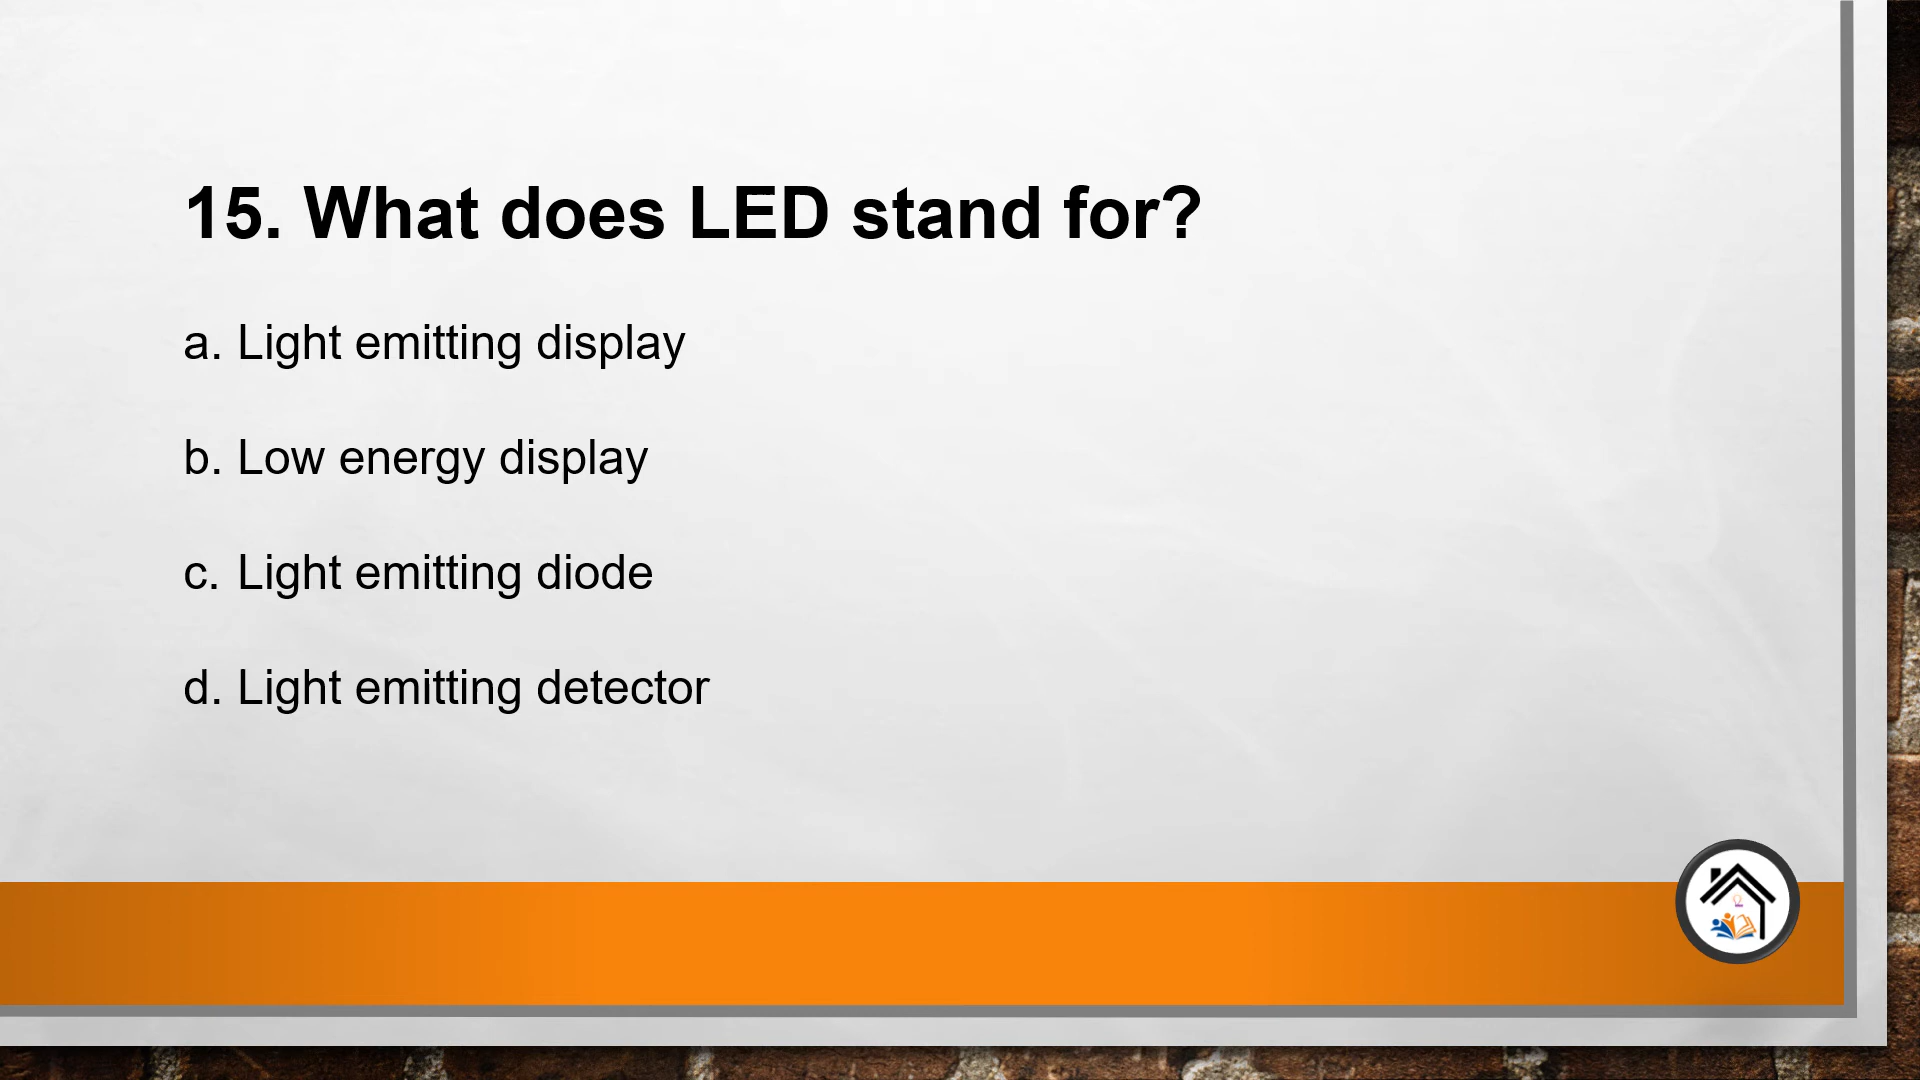 15. What does LED stand for?
a. Light emitting display
b. Low energy display
c. Light emitting diode
d. Light emitting detector